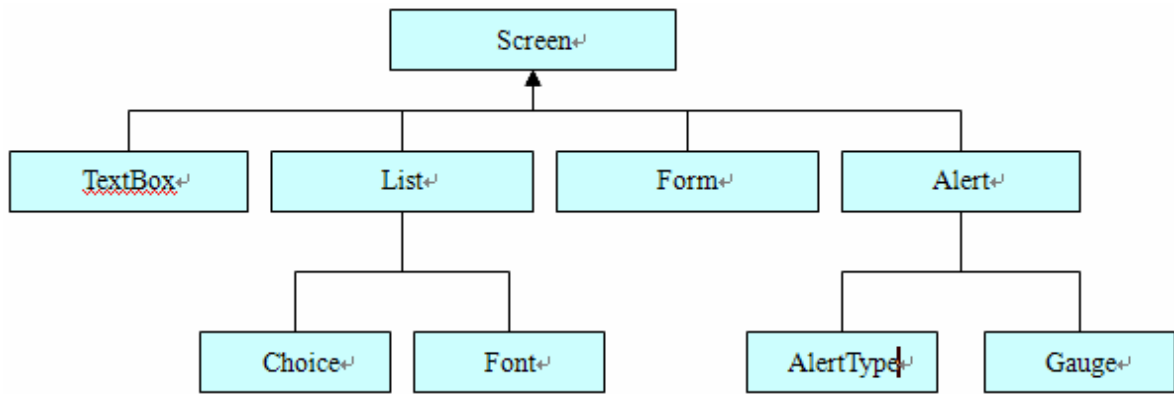 Screen
TextBox
List
Form
Alert
Choice
Font
AlertType
Gauge